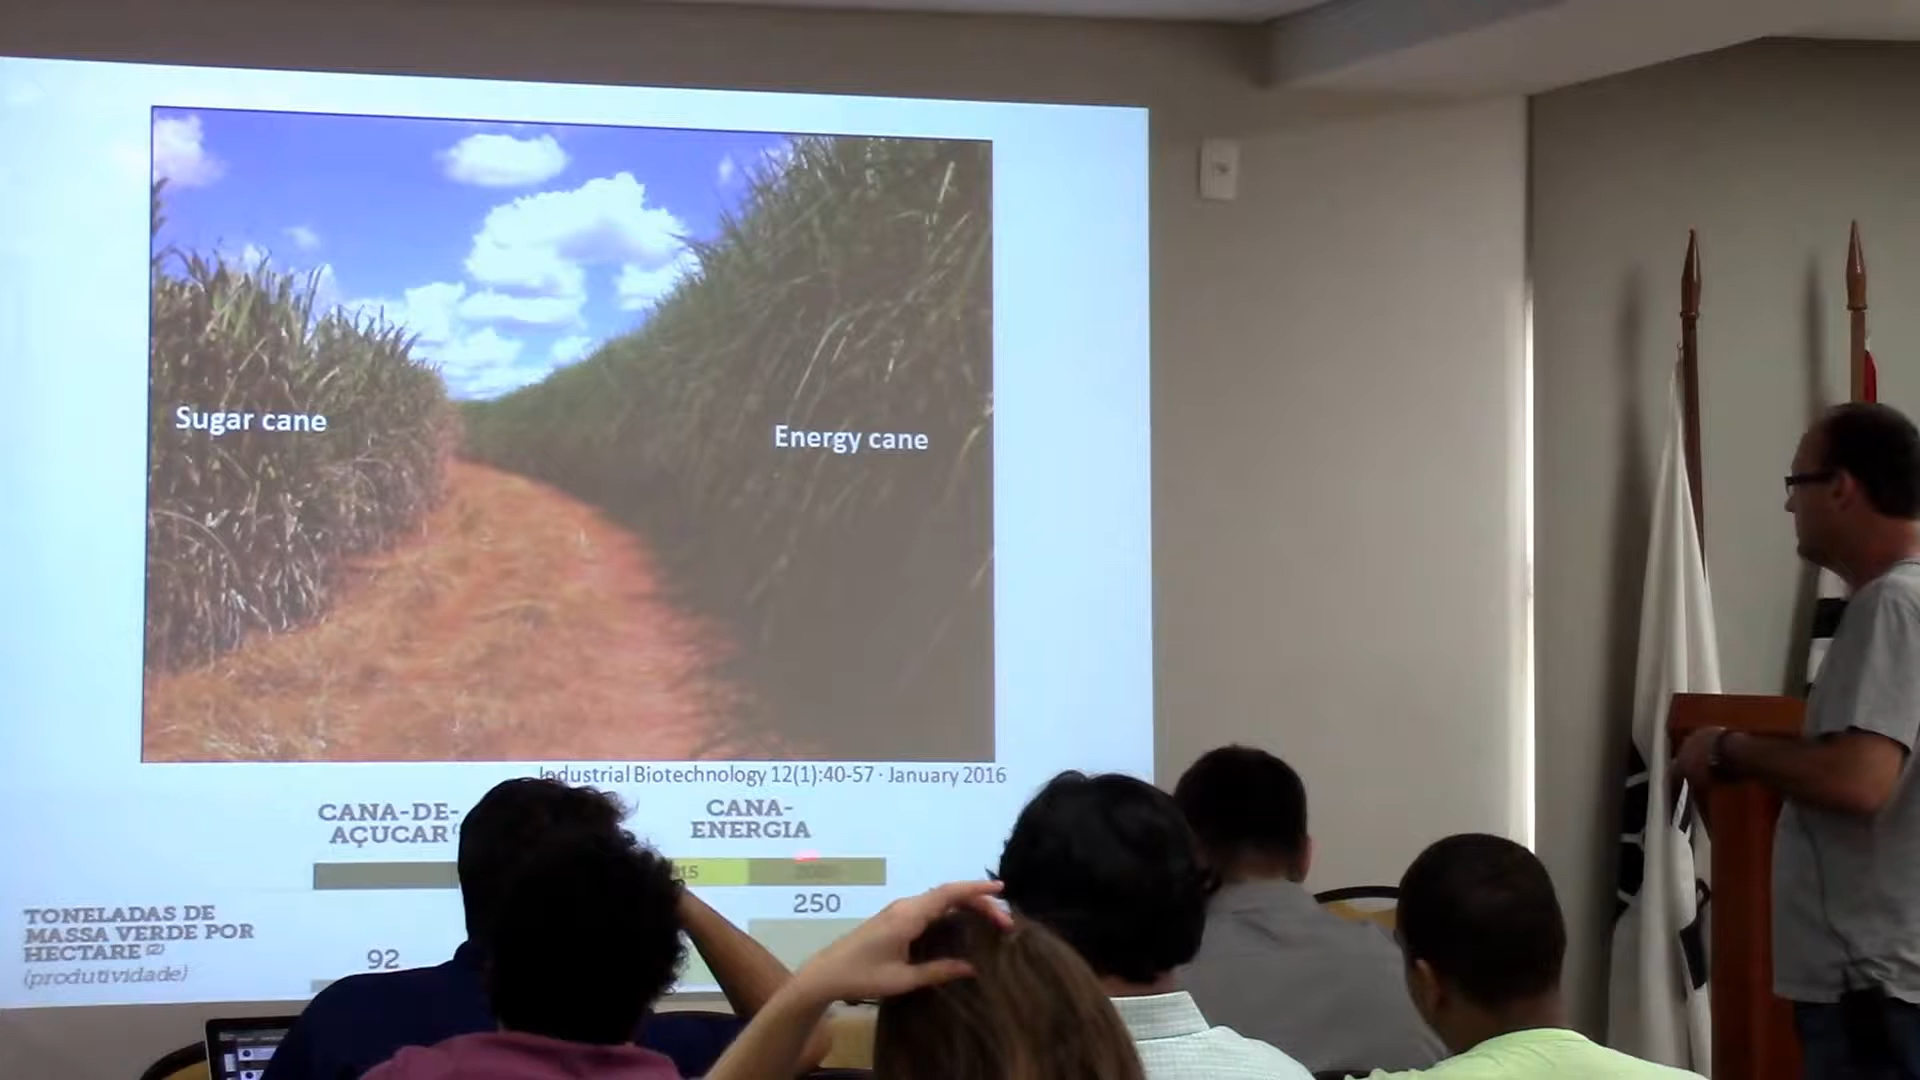 Sugar cane
Energy cane
Industrial Biotechnology 12(1):40-57 · January 2016
CANA-DE-
AÇUCAR
CANA-
ENERGIA
250
TONELADAS DE
MASSA VERDE POR
HECTARE (2)
(produtividade)
92